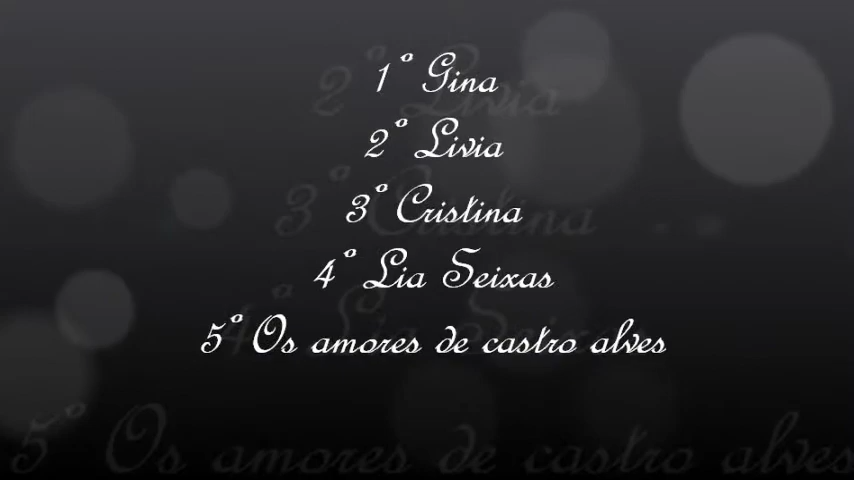 1º Gina
2º Livia
3º Cristina
4º Lia Seixas
5º Os amores de castro alves